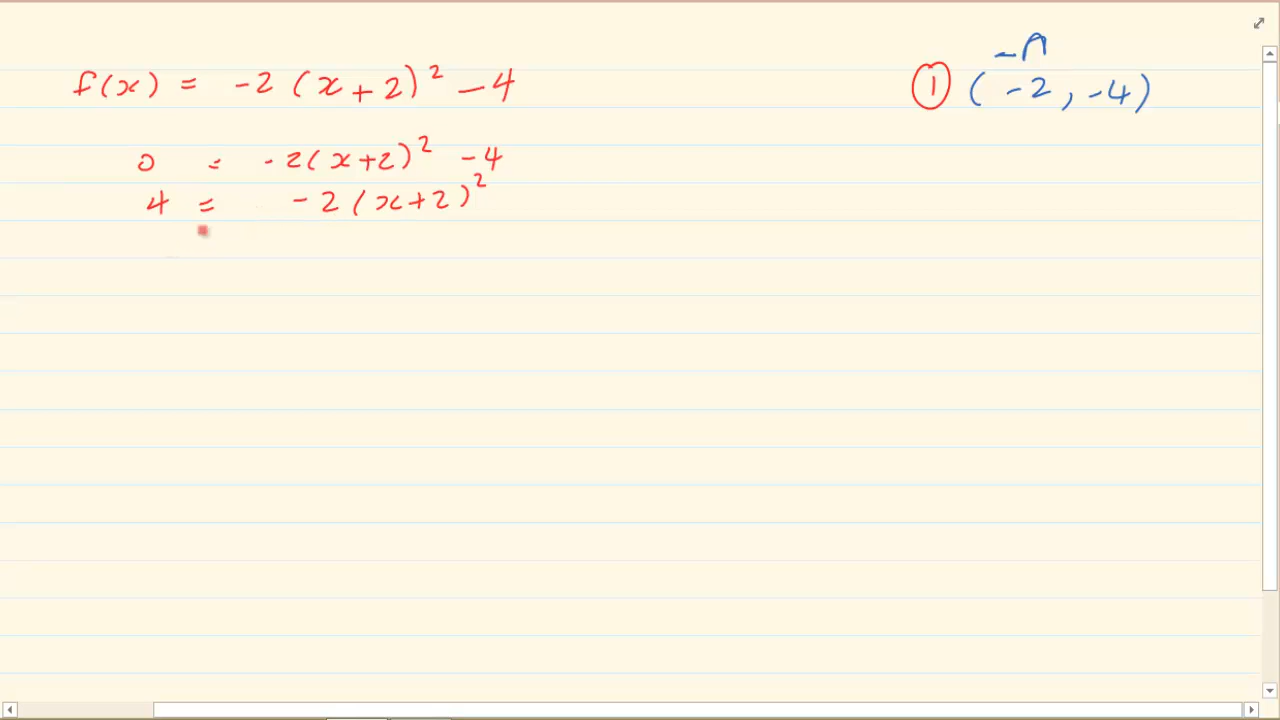 f(x) = -2 (x+2)² -4
0 = -2(x+2)² -4
4 = -2(x+2)²
-∩
① (-2, -4)